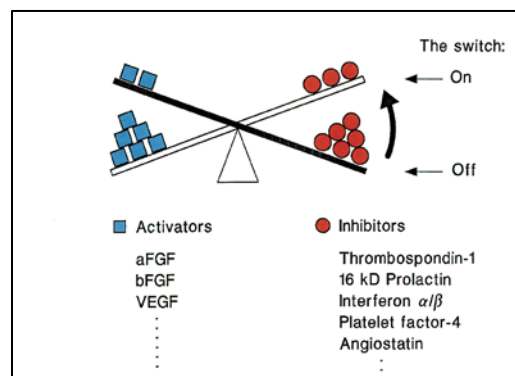 The switch:
On
Off
Activators
aFGF
bFGF
VEGF
Inhibitors
Thrombospondin-1
16 kD Prolactin
Interferon α/β
Platelet factor-4
Angiostatin